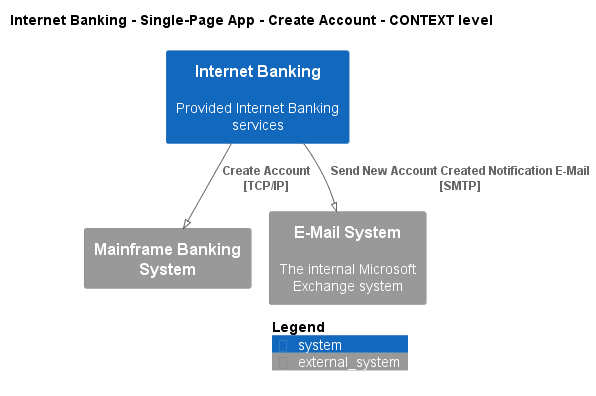 Internet Banking - Single-Page App - Create Account - CONTEXT level
Internet Banking
Provided Internet Banking
services
Create Account
[TCP/IP]
Send New Account Created Notification E-Mail
[SMTP]
Mainframe Banking
System
E-Mail System
The internal Microsoft
Exchange system
Legend
system
external_system